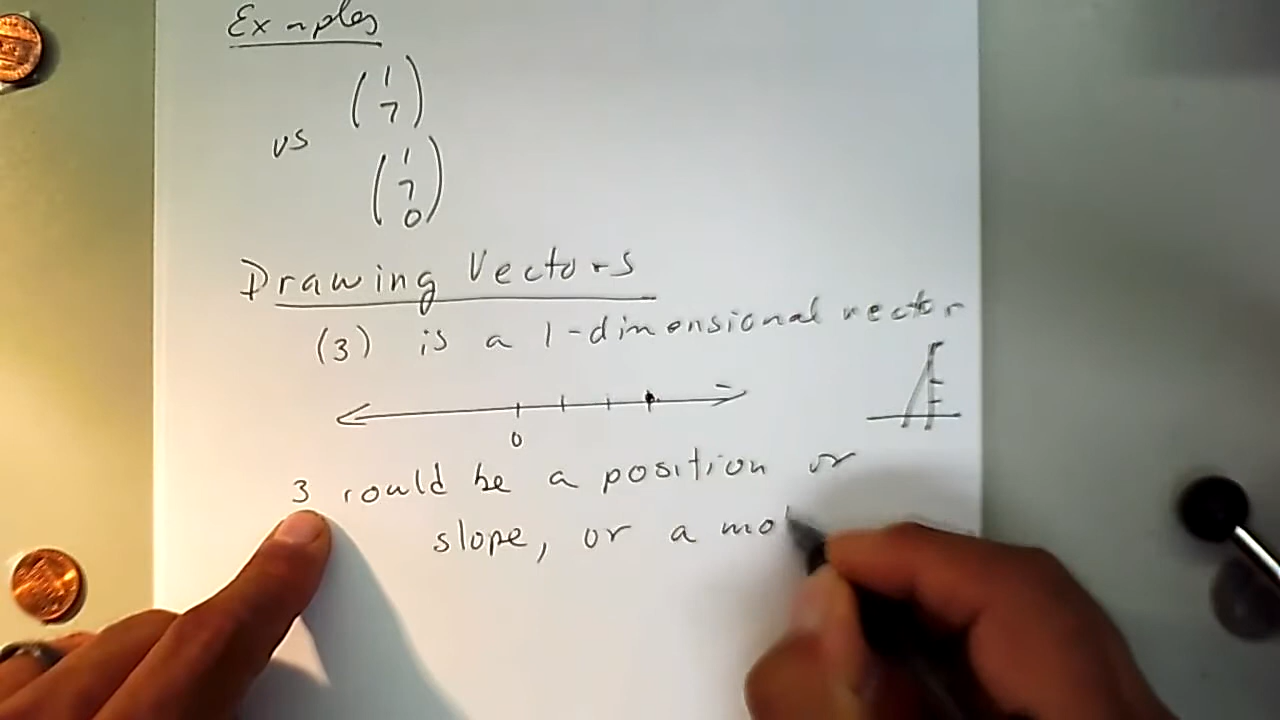 Examples
(1
7)
vs
(1
7
0)
Drawing Vectors
(3) is a 1-dimensional vector
0
3 could be a position or
slope, or a